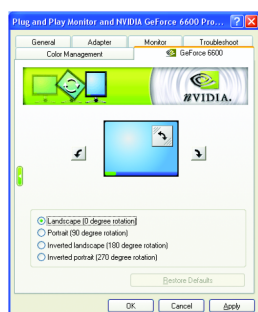 Plug and Play Monitor and NVIDIA GeForce 6600 Pro...
General Adapter Monitor Troubleshoot
Color Management GeForce 6600
NVIDIA.
Landscape (0 degree rotation)
Portrait (90 degree rotation)
Inverted landscape (180 degree rotation)
Inverted portrait (270 degree rotation)
Restore Defaults
OK Cancel Apply